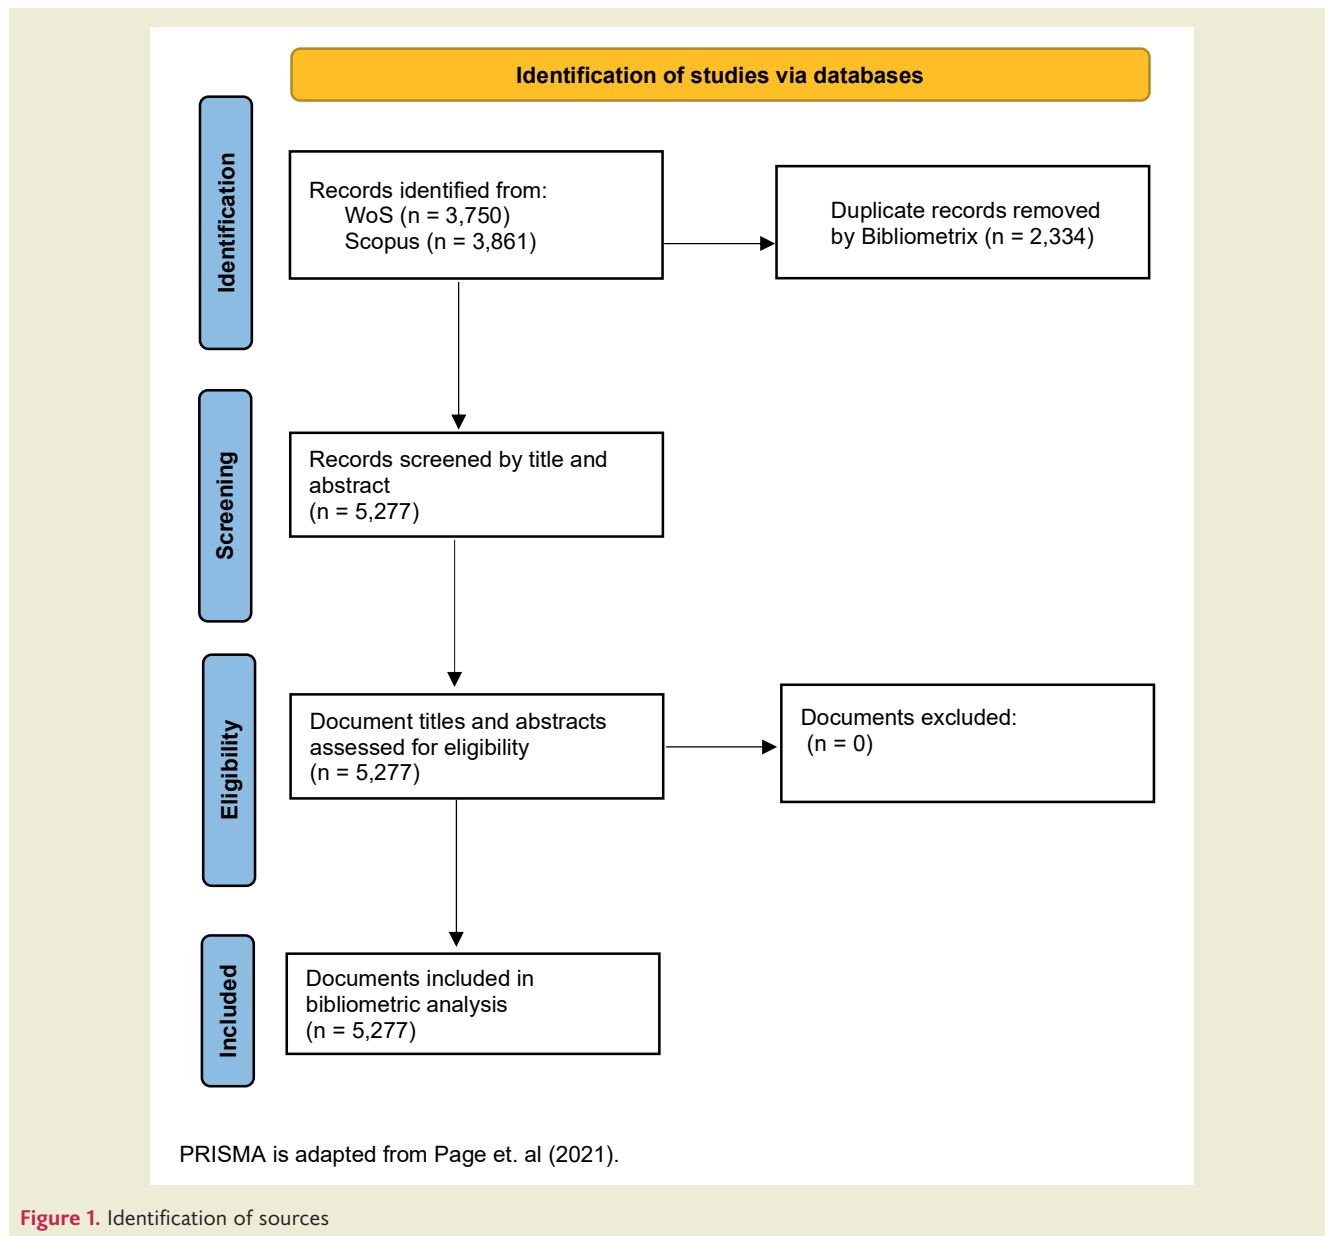 Identification of studies via databases
Identification
Records identified from:
WoS (n = 3,750)
Scopus (n = 3,861)
Duplicate records removed
by Bibliometrix (n = 2,334)
Screening
Records screened by title and
abstract
(n = 5,277)
Eligibility
Document titles and abstracts
assessed for eligibility
(n = 5,277)
Documents excluded:
(n = 0)
Included
Documents included in
bibliometric analysis
(n = 5,277)
PRISMA is adapted from Page et. al (2021).
Figure 1. Identification of sources